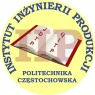 INSTYTUT INŻYNIERII PRODUKCJI
POLITECHNIKA
CZĘSTOCHOWSKA